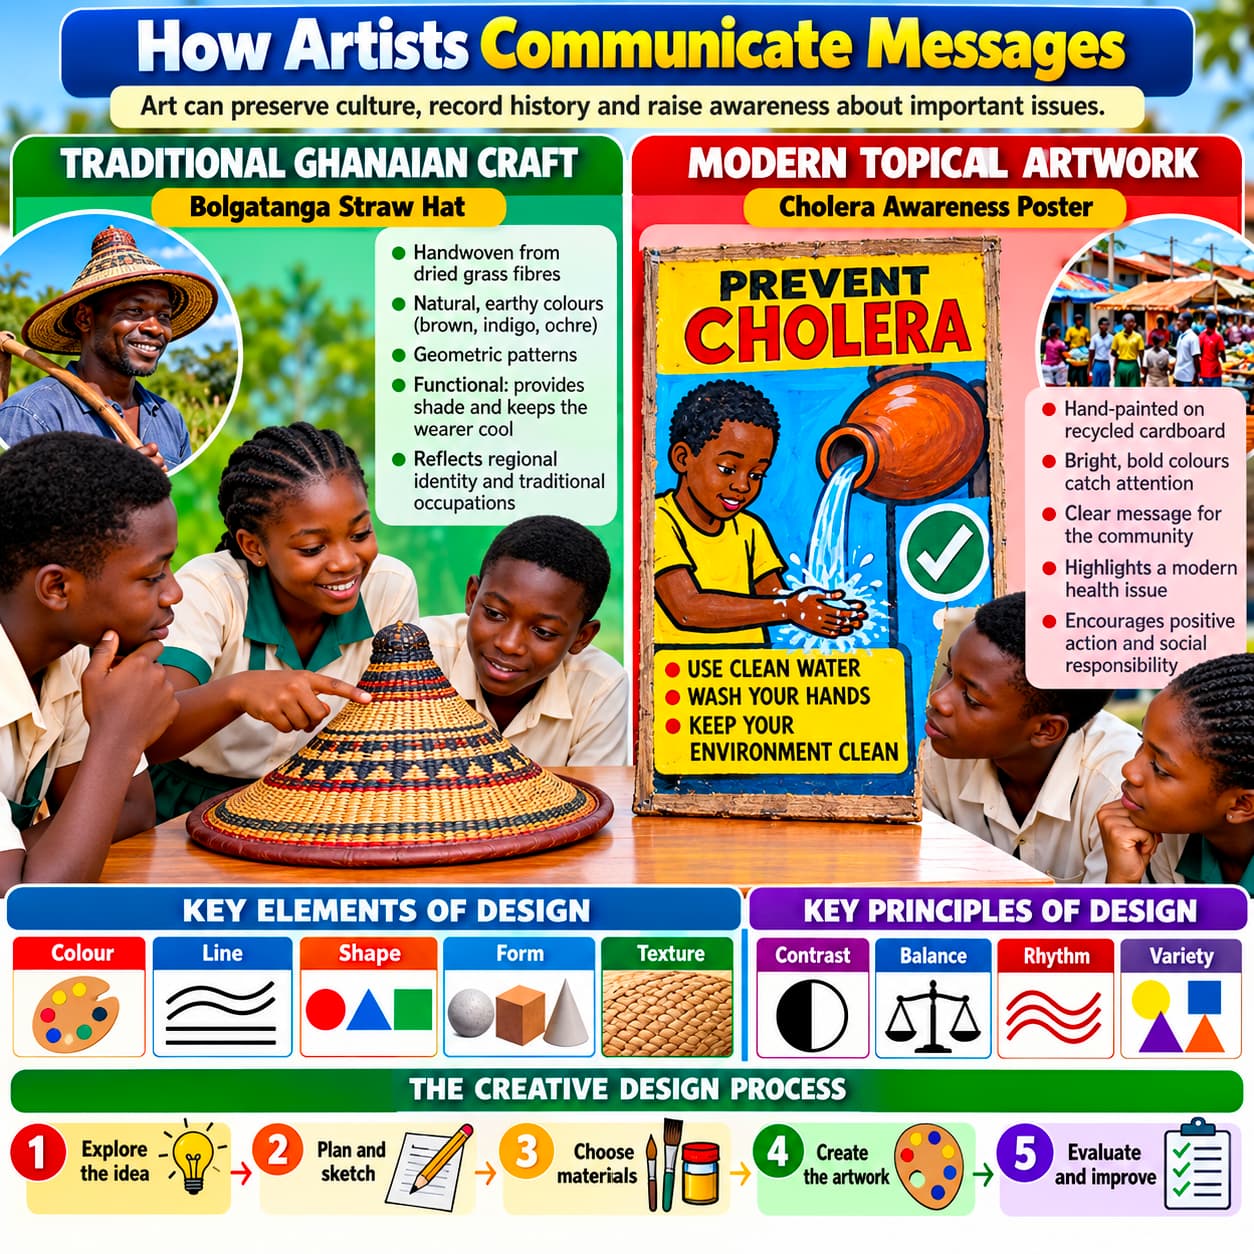 How Artists Communicate Messages
Art can preserve culture, record history and raise awareness about important issues.
TRADITIONAL GHANAIAN CRAFT
Bolgatanga Straw Hat
Handwoven from
dried grass fibres
Natural, earthy colours
(brown, indigo, ochre)
Geometric patterns
Functional: provides
shade and keeps the
wearer cool
Reflects regional
identity and traditional
occupations
MODERN TOPICAL ARTWORK
Cholera Awareness Poster
PREVENT
CHOLERA
USE CLEAN WATER
WASH YOUR HANDS
KEEP YOUR
ENVIRONMENT CLEAN
Hand-painted on
recycled cardboard
Bright, bold colours
catch attention
Clear message for
the community
Highlights a modern
health issue
Encourages positive
action and social
responsibility
KEY ELEMENTS OF DESIGN
Colour
Line
Shape
Form
Texture
KEY PRINCIPLES OF DESIGN
Contrast
Balance
Rhythm
Variety
THE CREATIVE DESIGN PROCESS
1
Explore
the idea
2
Plan and
sketch
3
Choose
materials
4
Create
the artwork
5
Evaluate
and improve